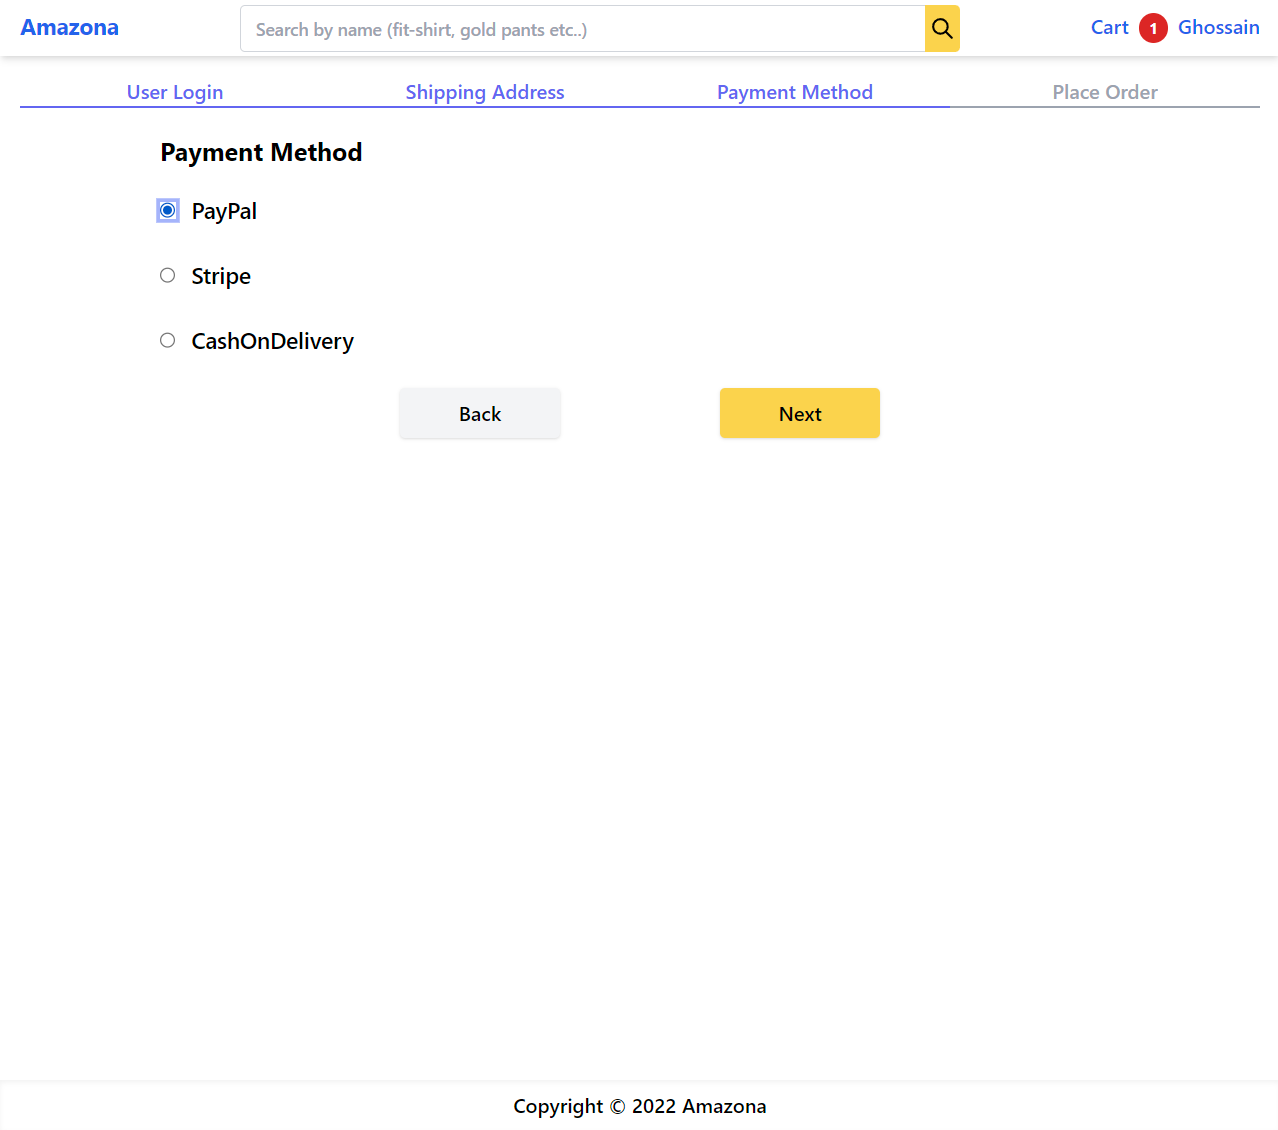 Amazona
Search by name (fit-shirt, gold pants etc..)
Cart 1 Ghossain
User Login
Shipping Address
Payment Method
Place Order
Payment Method
PayPal
Stripe
CashOnDelivery
Back
Next
Copyright © 2022 Amazona